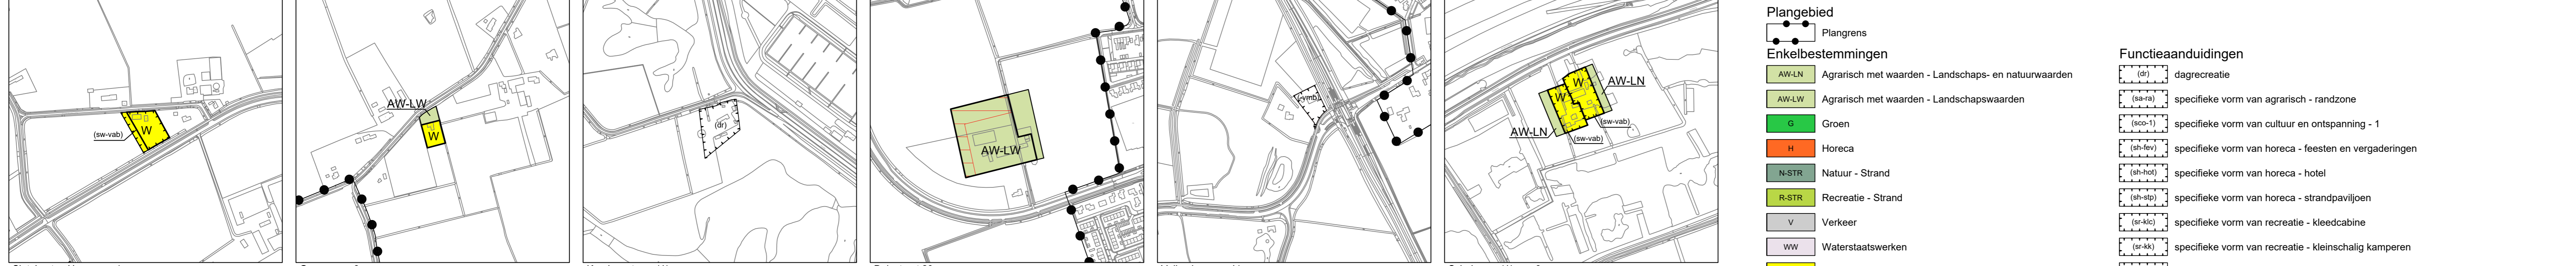 (sw-vab)
W
AW-LW
W
(dr)
AW-LW
W
W
AW-LN
AW-LN
(sw-vab)
(sw-vab)
Plangebied
Plangrens
Enkelbestemmingen
AW-LN Agrarisch met waarden - Landschaps- en natuurwaarden
AW-LW Agrarisch met waarden - Landschapswaarden
G Groen
H Horeca
N-STR Natuur - Strand
R-STR Recreatie - Strand
V Verkeer
WW Waterstaatswerken
Functieaanduidingen
(dr) dagrecreatie
(sa-ra) specifieke vorm van agrarisch - randzone
(sco-1) specifieke vorm van cultuur en ontspanning - 1
(sh-fev) specifieke vorm van horeca - feesten en vergaderingen
(sh-hot) specifieke vorm van horeca - hotel
(sh-stp) specifieke vorm van horeca - strandpaviljoen
(sr-klc) specifieke vorm van recreatie - kleedcabine
(sr-kk) specifieke vorm van recreatie - kleinschalig kamperen